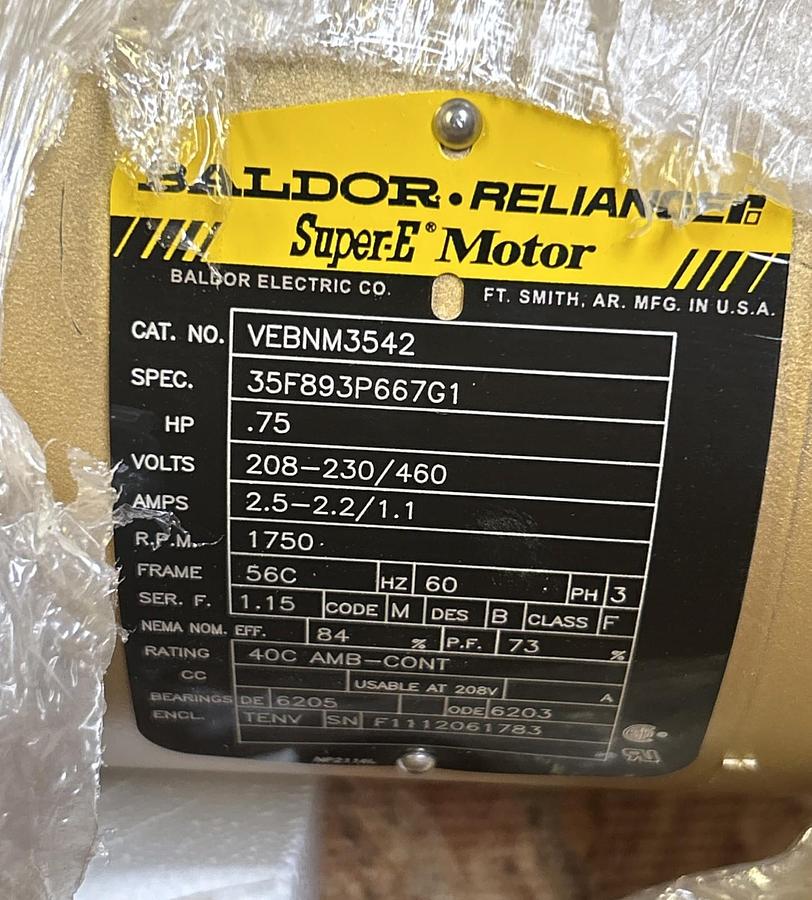 BALDOR • RELIANCE
Super-E® Motor
BALDOR ELECTRIC CO. FT. SMITH, AR. MFG. IN U.S.A.
CAT. NO. VEBNM3542
SPEC. 35F893P667G1
HP .75
VOLTS 208-230/460
AMPS 2.5-2.2/1.1
R.P.M. 1750
FRAME 56C HZ 60 PH 3
SER. F. 1.15 CODE M DES B CLASS F
NEMA NOM. EFF. 84 % P.F. 73 %
RATING 40C AMB-CONT
CC USABLE AT 208V A
BEARINGS DE 6205 ODE 6203
ENCL. TENV SN F1112061783